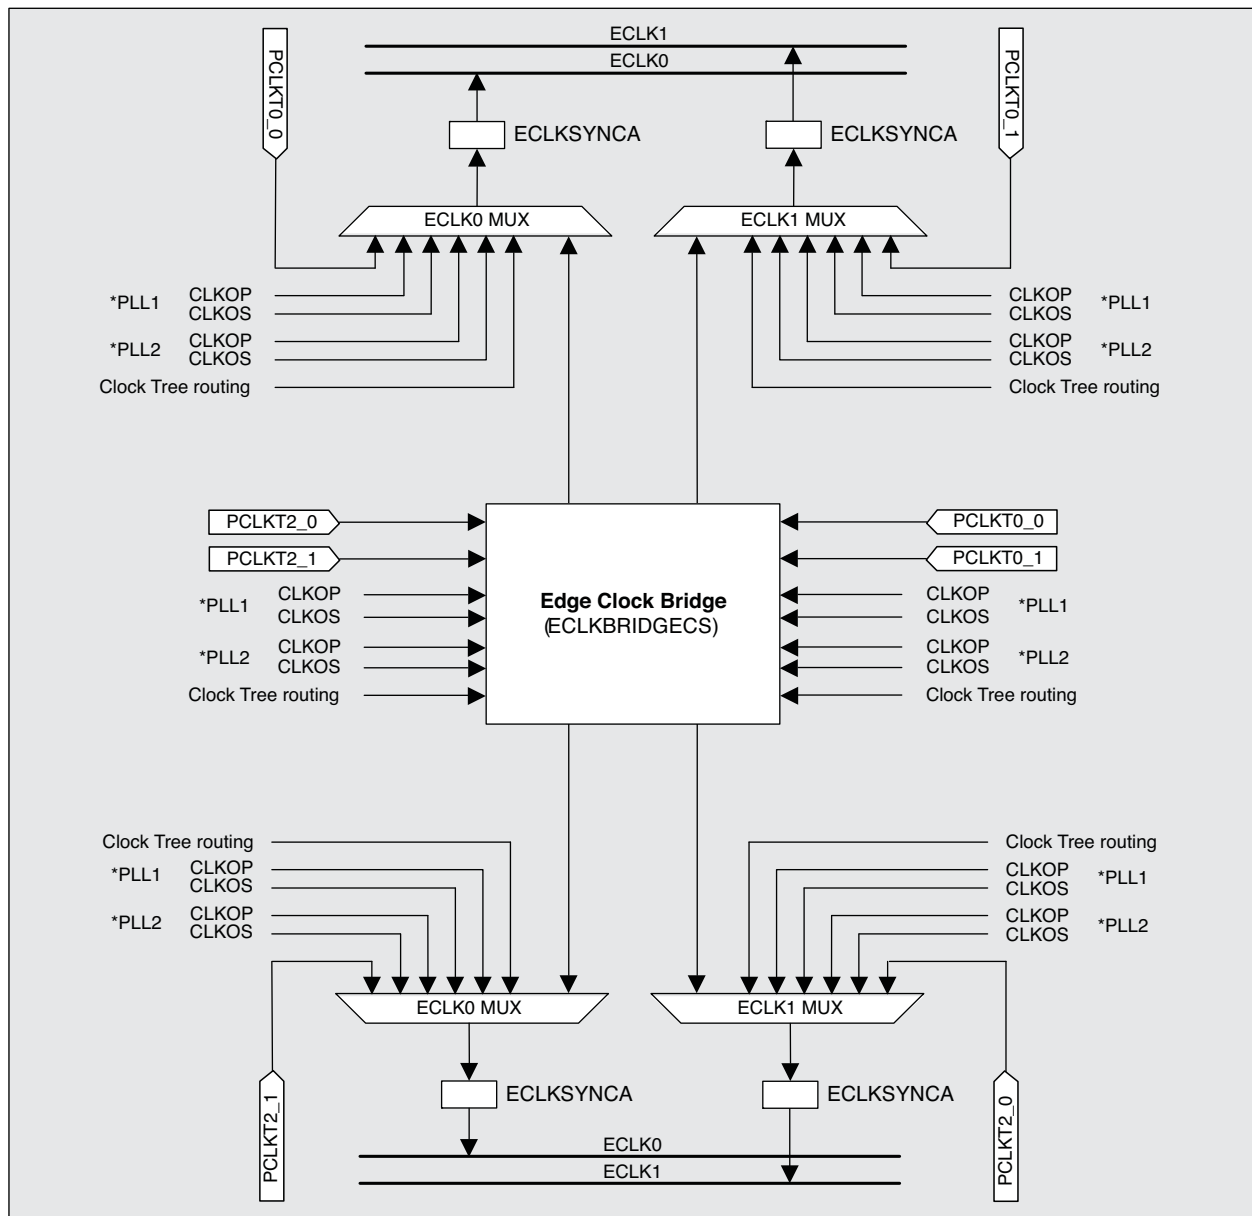 ECLK1
ECLK0
PCLKT0_0
PCLKT0_1
ECLKSYNCA
ECLKSYNCA
ECLK0 MUX
ECLK1 MUX
*PLL1
CLKOP
CLKOS
*PLL2
CLKOP
CLKOS
Clock Tree routing
CLKOP
CLKOS
*PLL1
CLKOP
CLKOS
*PLL2
Clock Tree routing
PCLKT2_0
PCLKT2_1
*PLL1
CLKOP
CLKOS
*PLL2
CLKOP
CLKOS
Clock Tree routing
Edge Clock Bridge
(ECLKBRIDGECS)
PCLKT0_0
PCLKT0_1
CLKOP
CLKOS
*PLL1
CLKOP
CLKOS
*PLL2
Clock Tree routing
Clock Tree routing
*PLL1
CLKOP
CLKOS
*PLL2
CLKOP
CLKOS
Clock Tree routing
CLKOP
CLKOS
*PLL1
CLKOP
CLKOS
*PLL2
ECLK0 MUX
ECLK1 MUX
PCLKT2_1
ECLKSYNCA
ECLKSYNCA
PCLKT2_0
ECLK0
ECLK1